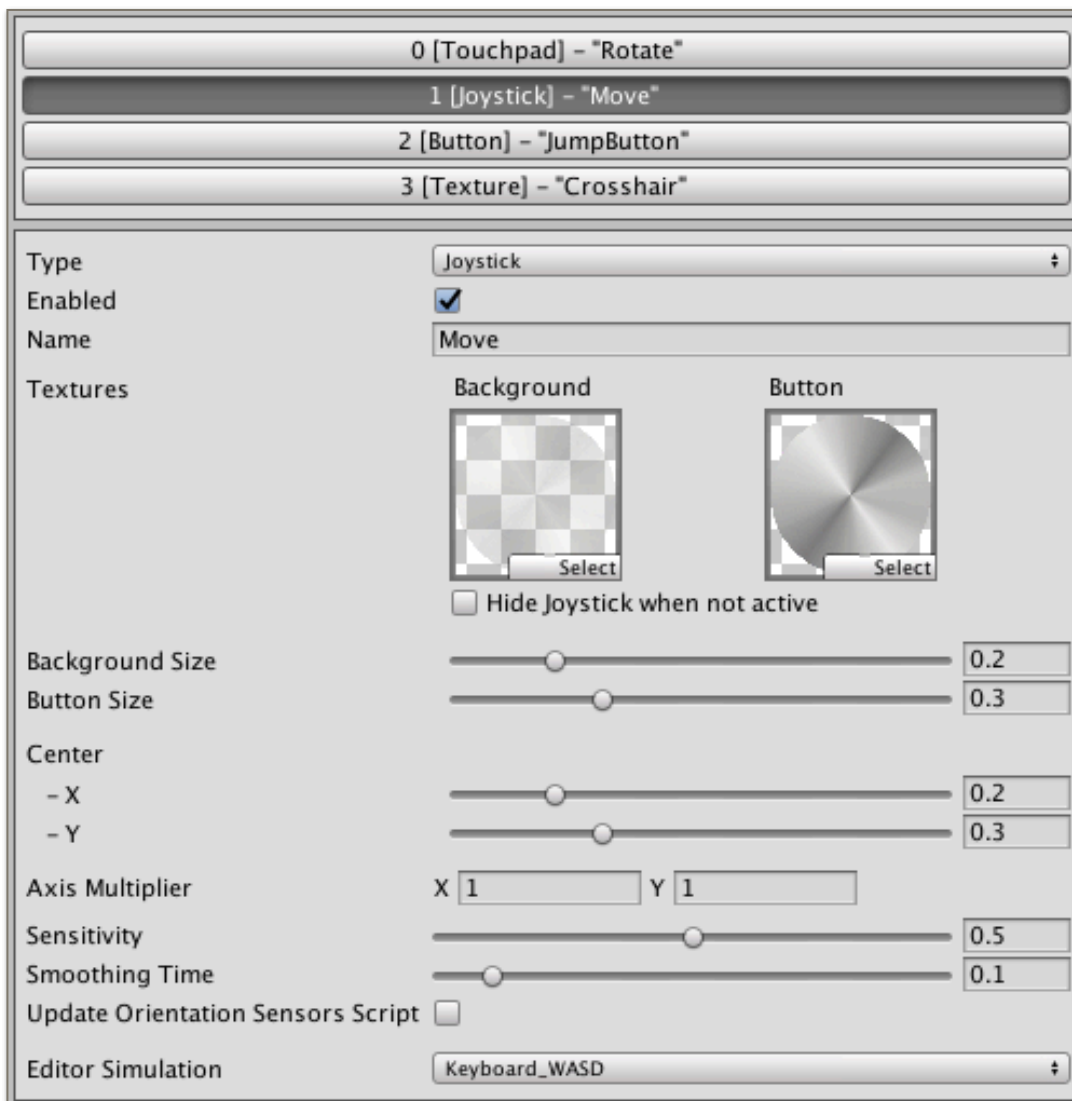 0 [Touchpad] – "Rotate"
1 [Joystick] – "Move"
2 [Button] – "JumpButton"
3 [Texture] – "Crosshair"
Type Joystick
Enabled
Name Move
Textures Background Button
Select Select
Hide Joystick when not active
Background Size 0.2
Button Size 0.3
Center
– X 0.2
– Y 0.3
Axis Multiplier X 1 Y 1
Sensitivity 0.5
Smoothing Time 0.1
Update Orientation Sensors Script
Editor Simulation Keyboard_WASD